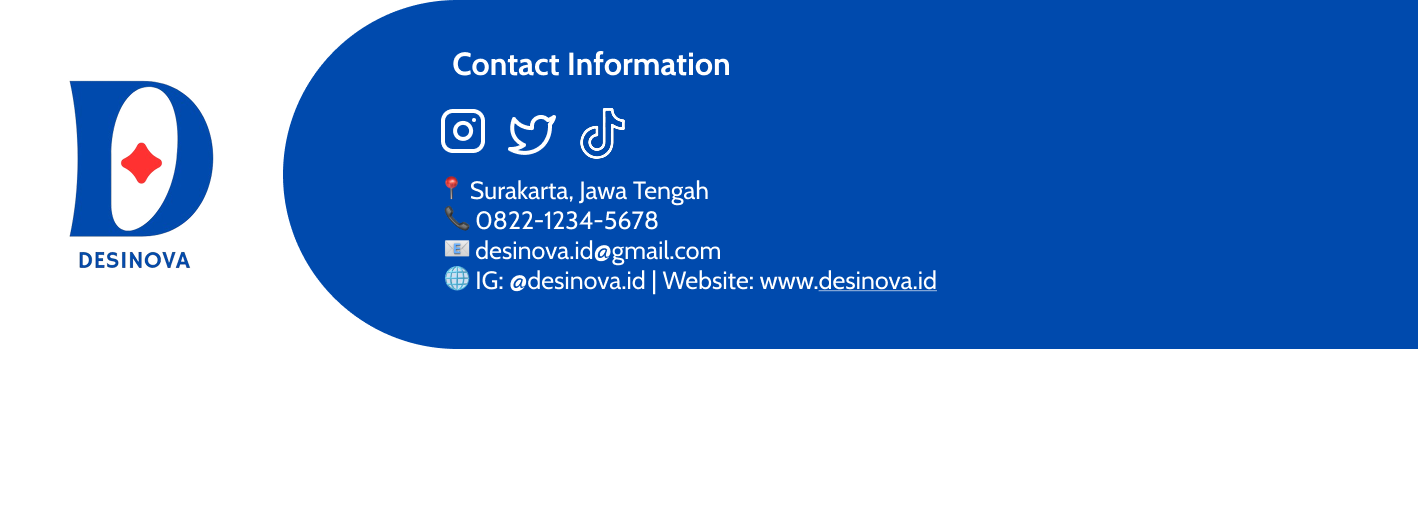 Contact Information
DESINOVA
📍 Surakarta, Jawa Tengah
📞 0822-1234-5678
📧 desinova.id@gmail.com
🌐 IG: @desinova.id | Website: www.desinova.id